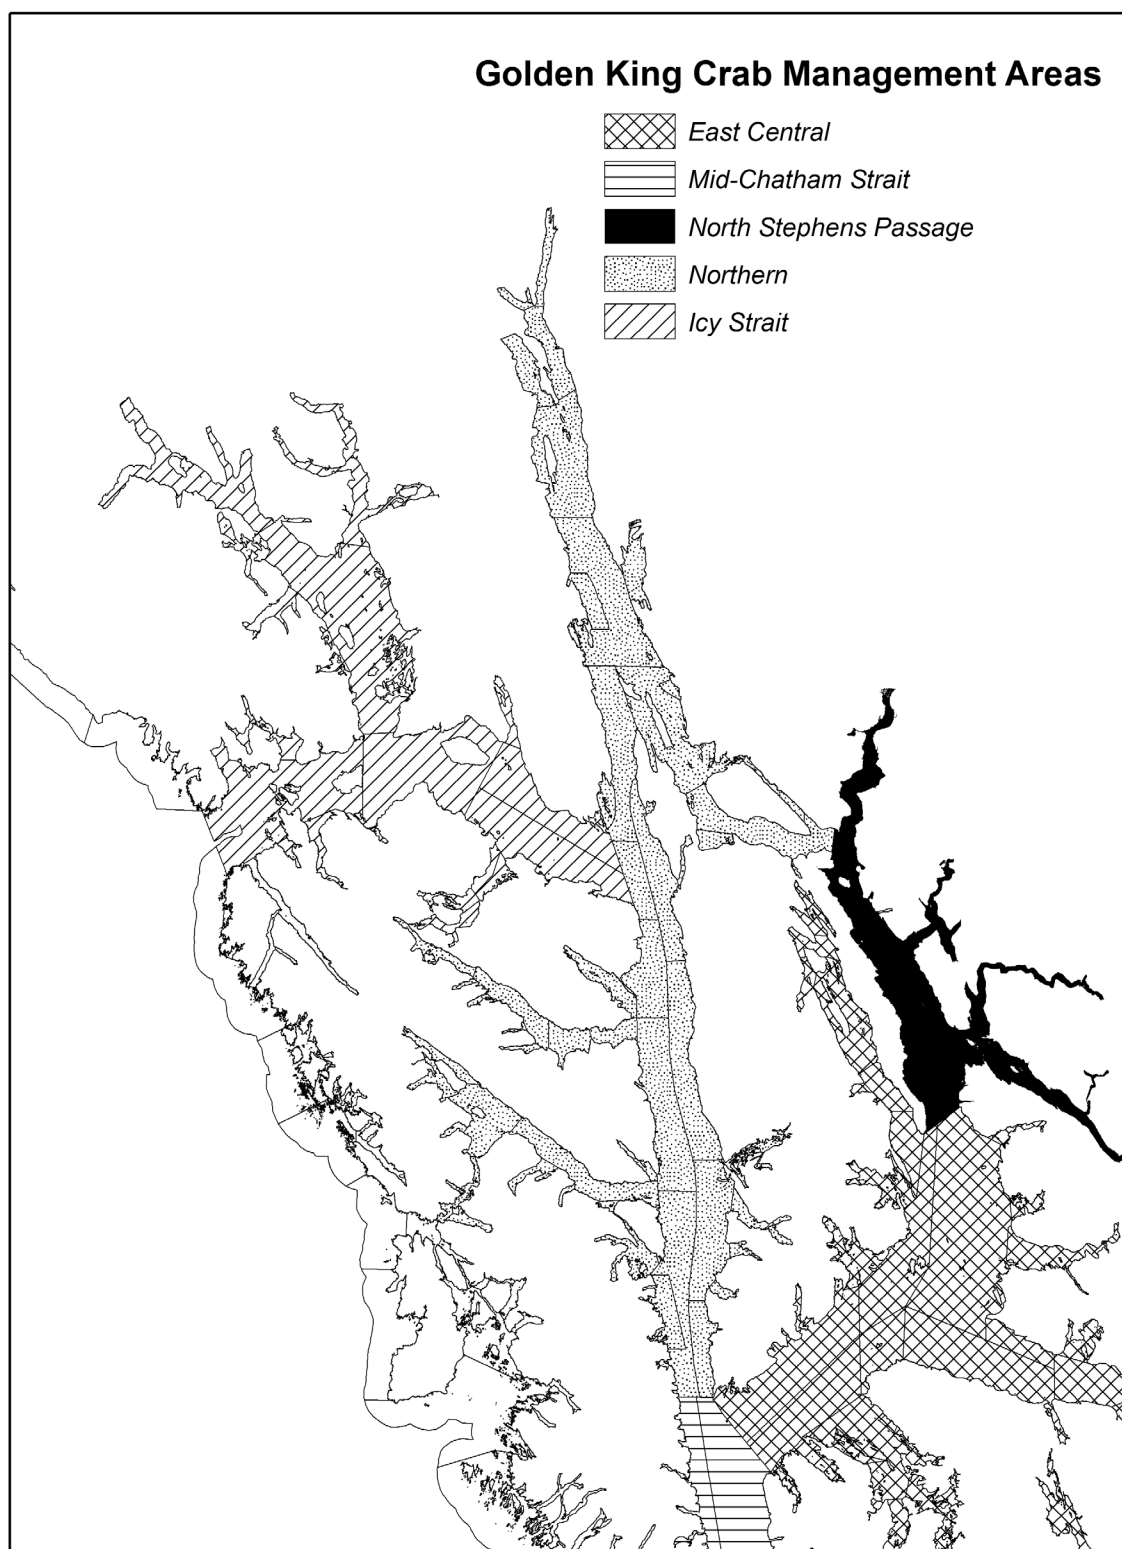 Golden King Crab Management Areas
East Central
Mid-Chatham Strait
North Stephens Passage
Northern
Icy Strait